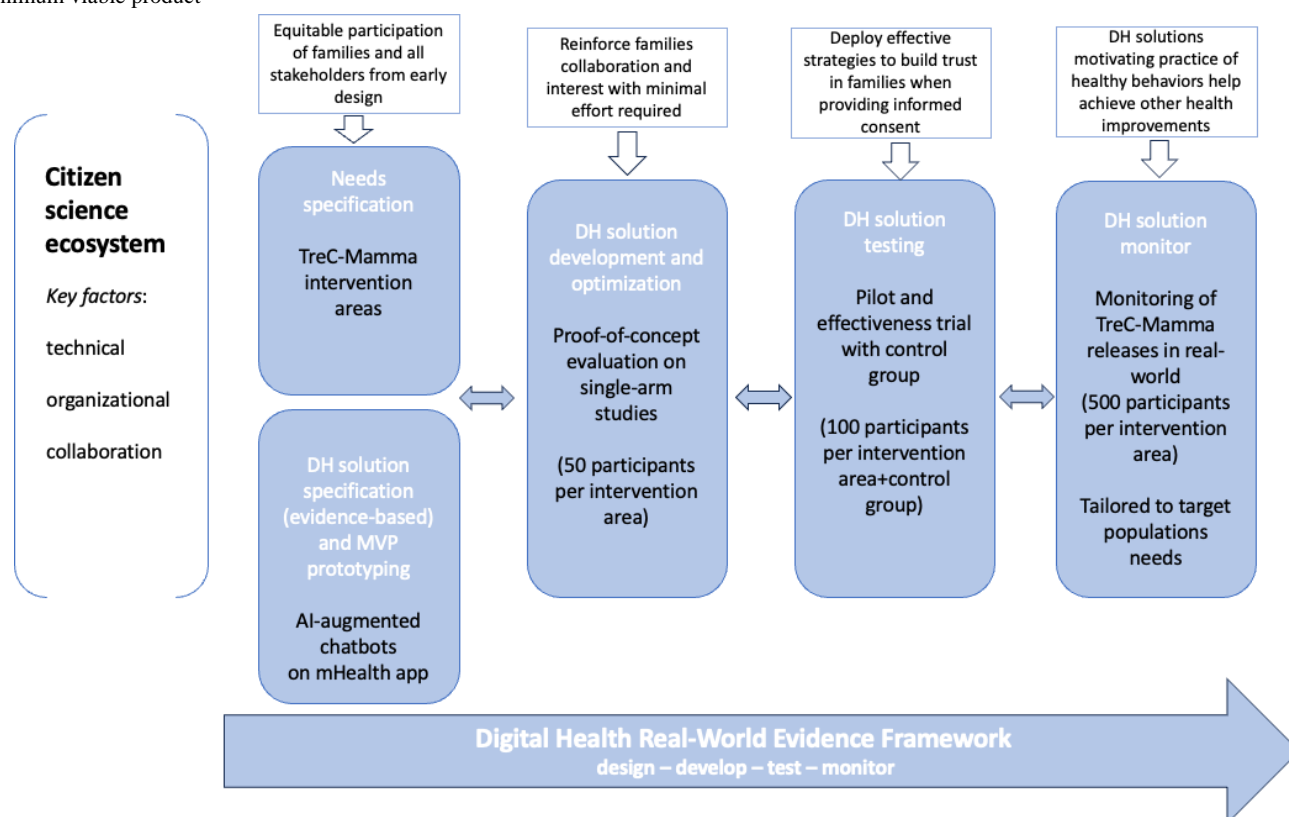 minimum viable product
Equitable participation
of families and all
stakeholders from early
design
Reinforce families
collaboration and
interest with minimal
effort required
Deploy effective
strategies to build trust
in families when
providing informed
consent
DH solutions
motivating practice of
healthy behaviors help
achieve other health
improvements
Citizen
science
ecosystem
Key factors:
technical
organizational
collaboration
Needs
specification
TreC-Mamma
intervention
areas
DH solution
specification
(evidence-based)
and MVP
prototyping
AI-augmented
chatbots
on mHealth app
DH solution
development and
optimization
Proof-of-concept
evaluation on
single-arm
studies
(50 participants
per intervention
area)
DH solution
testing
Pilot and
effectiveness trial
with control
group
(100 participants
per intervention
area+control
group)
DH solution
monitor
Monitoring of
TreC-Mamma
releases in real-
world
(500 participants
per intervention
area)
Tailored to target
populations
needs
Digital Health Real-World Evidence Framework
design – develop – test – monitor